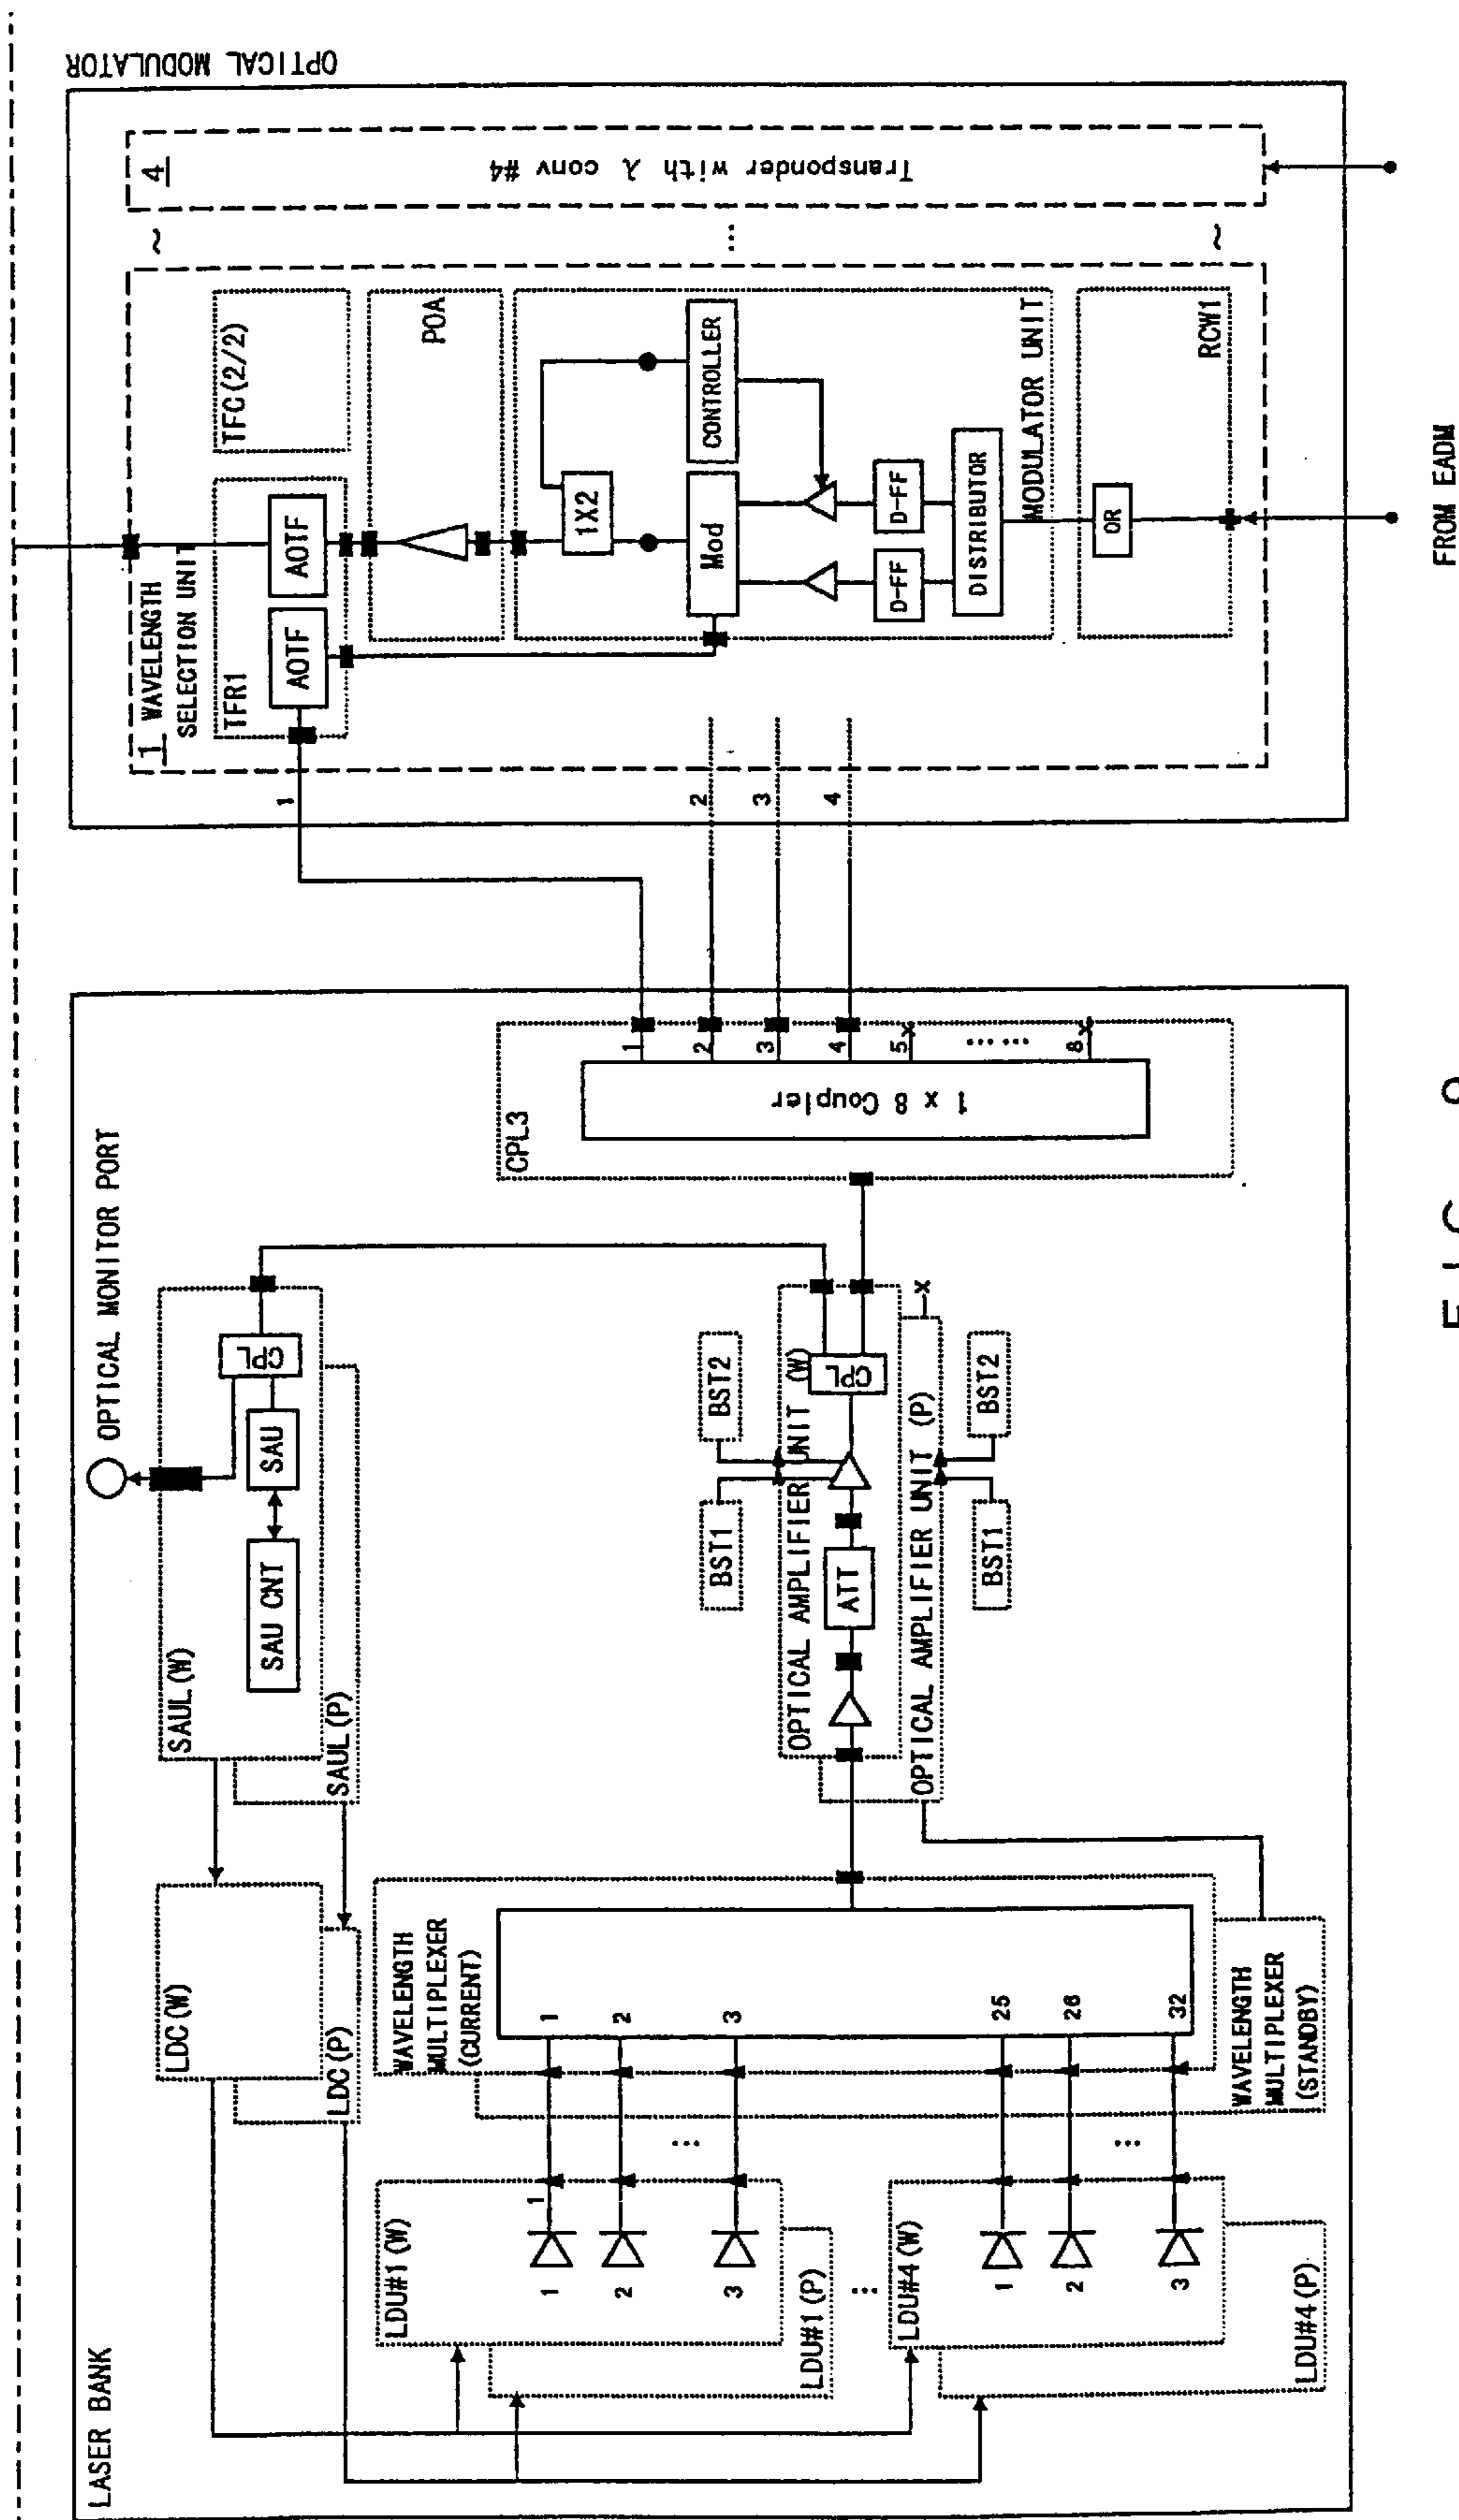 LASER BANK
LDU#1(W)
1
1
2
3
LDU#1(P)
LDU#4(W)
1
2
3
LDU#4(P)
LDC(W)
LDC(P)
WAVELENGTH
MULTIPLEXER
(CURRENT)
1
2
3
25
26
32
WAVELENGTH
MULTIPLEXER
(STANDBY)
SAUL(W)
SAUL(P)
SAU CNT
SAU
CPL
OPTICAL MONITOR PORT
OPTICAL AMPLIFIER UNIT (W)
ATT
CPL
BST1
BST2
OPTICAL AMPLIFIER UNIT (P)
BST1
BST2
x
CPL3
1 x 8 Coupler
1
2
3
4
5
x
8
x
1
2
3
4
OPTICAL MODULATOR
1 WAVELENGTH
SELECTION UNIT
TFR1
AOTF
AOTF
TFC(2/2)
POA
1X2
Mod
CONTROLLER
D-FF
D-FF
DISTRIBUTOR
MODULATOR UNIT
OR
RCW1
4
Transponder with λ conv #4
FROM EADM